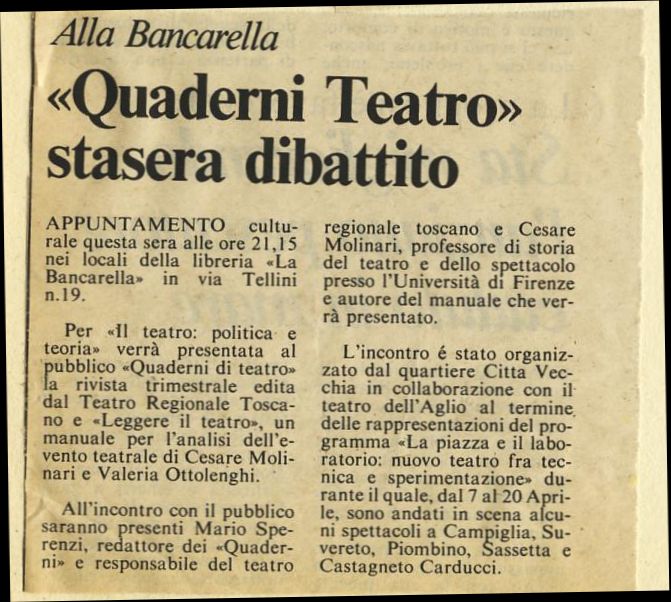 Alla Bancarella
«Quaderni Teatro»
stasera dibattito
APPUNTAMENTO cultu-
rale questa sera alle ore 21,15
nei locali della libreria «La
Bancarella» in via Tellini
n.19.
Per «Il teatro: politica e
teoria» verrà presentata al
pubblico «Quaderni di teatro»
la rivista trimestrale edita
dal Teatro Regionale Tosca-
no e «Leggere il teatro», un
manuale per l'analisi dell'e-
vento teatrale di Cesare Moli-
nari e Valeria Ottolenghi.
All'incontro con il pubblico
saranno presenti Mario Spe-
renzi, redattore dei «Quader-
ni» e responsabile del teatro
regionale toscano e Cesare
Molinari, professore di storia
del teatro e dello spettacolo
presso l'Università di Firenze
e autore del manuale che ver-
rà presentato.
L'incontro é stato organiz-
zato dal quartiere Citta Vec-
chia in collaborazione con il
teatro dell'Aglio al termine
delle rappresentazioni del pro-
gramma «La piazza e il labo-
ratorio: nuovo teatro fra tec-
nica e sperimentazione» du-
rante il quale, dal 7 al 20 Apri-
le, sono andati in scena alcu-
ni spettacoli a Campiglia, Su-
vereto, Piombino, Sassetta e
Castagneto Carducci.